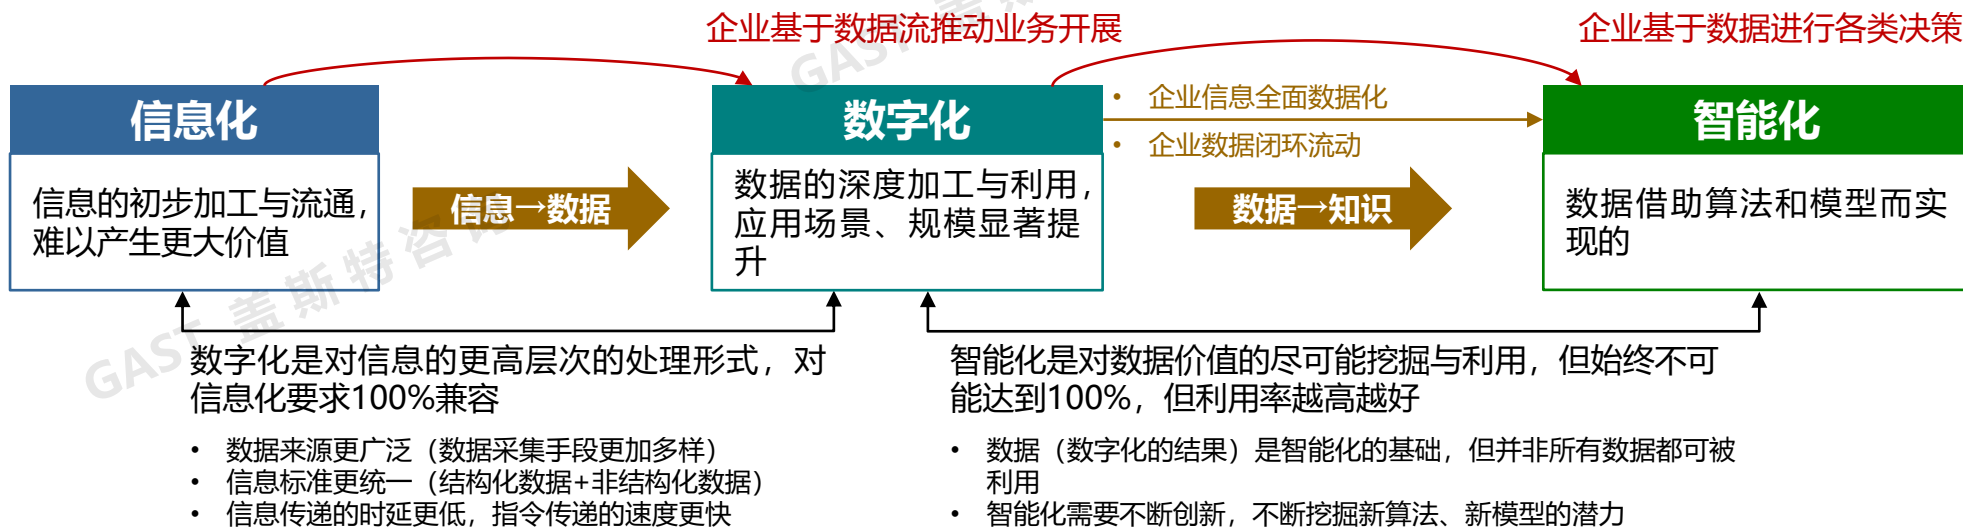 企业基于数据流推动业务开展
企业基于数据进行各类决策
信息化
数字化
• 企业信息全面数据化
• 企业数据闭环流动
智能化
信息的初步加工与流通，
难以产生更大价值
信息→数据
数据的深度加工与利用，
应用场景、规模显著提
升
数据→知识
数据借助算法和模型而实
现的
数字化是对信息的更高层次的处理形式，对
信息化要求100%兼容
• 数据来源更广泛（数据采集手段更加多样）
• 信息标准更统一（结构化数据+非结构化数据）
• 信息传递的时延更低，指令传递的速度更快
智能化是对数据价值的尽可能挖掘与利用，但始终不可
能达到100%，但利用率越高越好
• 数据（数字化的结果）是智能化的基础，但并非所有数据都可被
利用
• 智能化需要不断创新，不断挖掘新算法、新模型的潜力
GAST 盖斯特咨
GAST